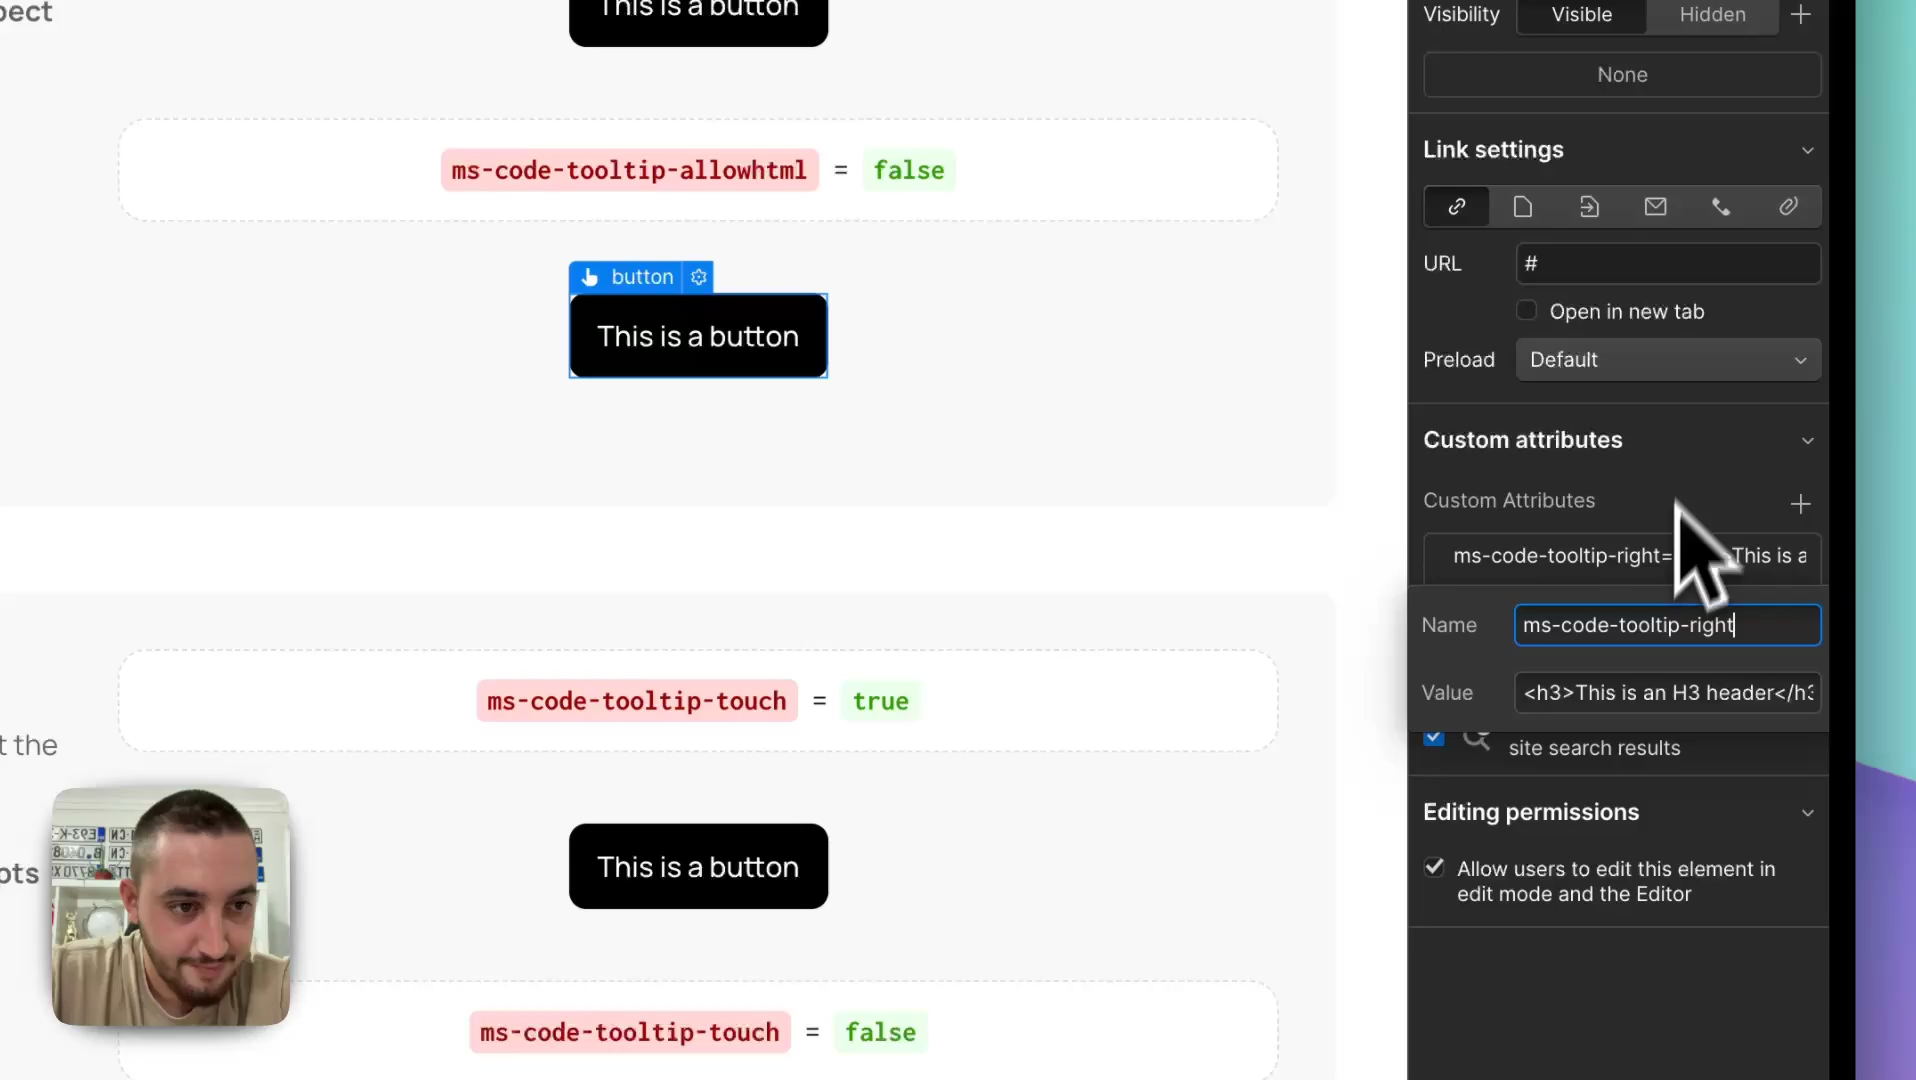 pect
This is a button
Visibility
Visible
Hidden
None
ms-code-tooltip-allowhtml = false
Link settings
button
URL
#
This is a button
Open in new tab
Preload
Default
Custom attributes
Custom Attributes
ms-code-tooltip-right=
This is a
Name
ms-code-tooltip-right
Value
<h3>This is an H3 header</h3
ms-code-tooltip-touch = true
t the
site search results
Editing permissions
This is a button
pts
Allow users to edit this element in
edit mode and the Editor
ms-code-tooltip-touch = false